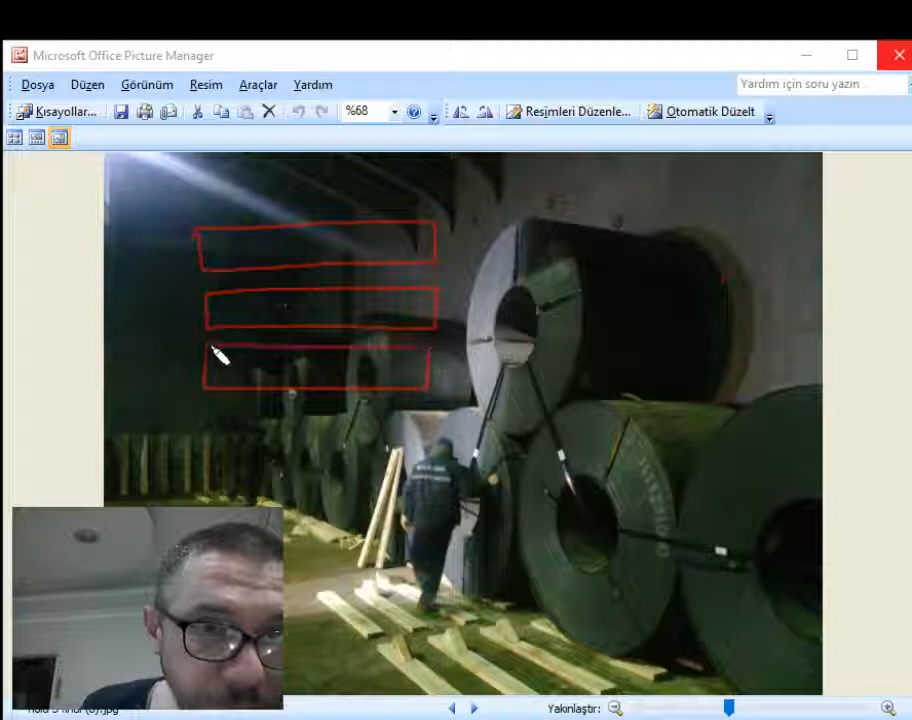 Microsoft Office Picture Manager
Dosya Düzen Görünüm Resim Araçlar Yardım
Yardım için soru yazın
Kısayollar... %68 Resimleri Düzenle... Otomatik Düzelt
Yakınlaştır: